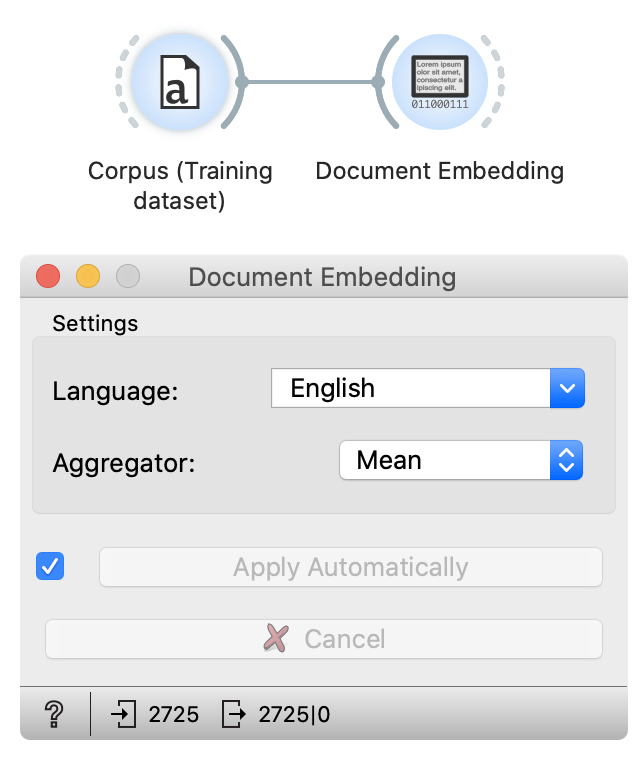 a
Lorem ipsum
olor sit amet,
consectetur a
ipiscing elit.
011000111
Corpus (Training
dataset)
Document Embedding
Document Embedding
Settings
Language:
English
Aggregator:
Mean
Apply Automatically
Cancel
?
2725
2725|0